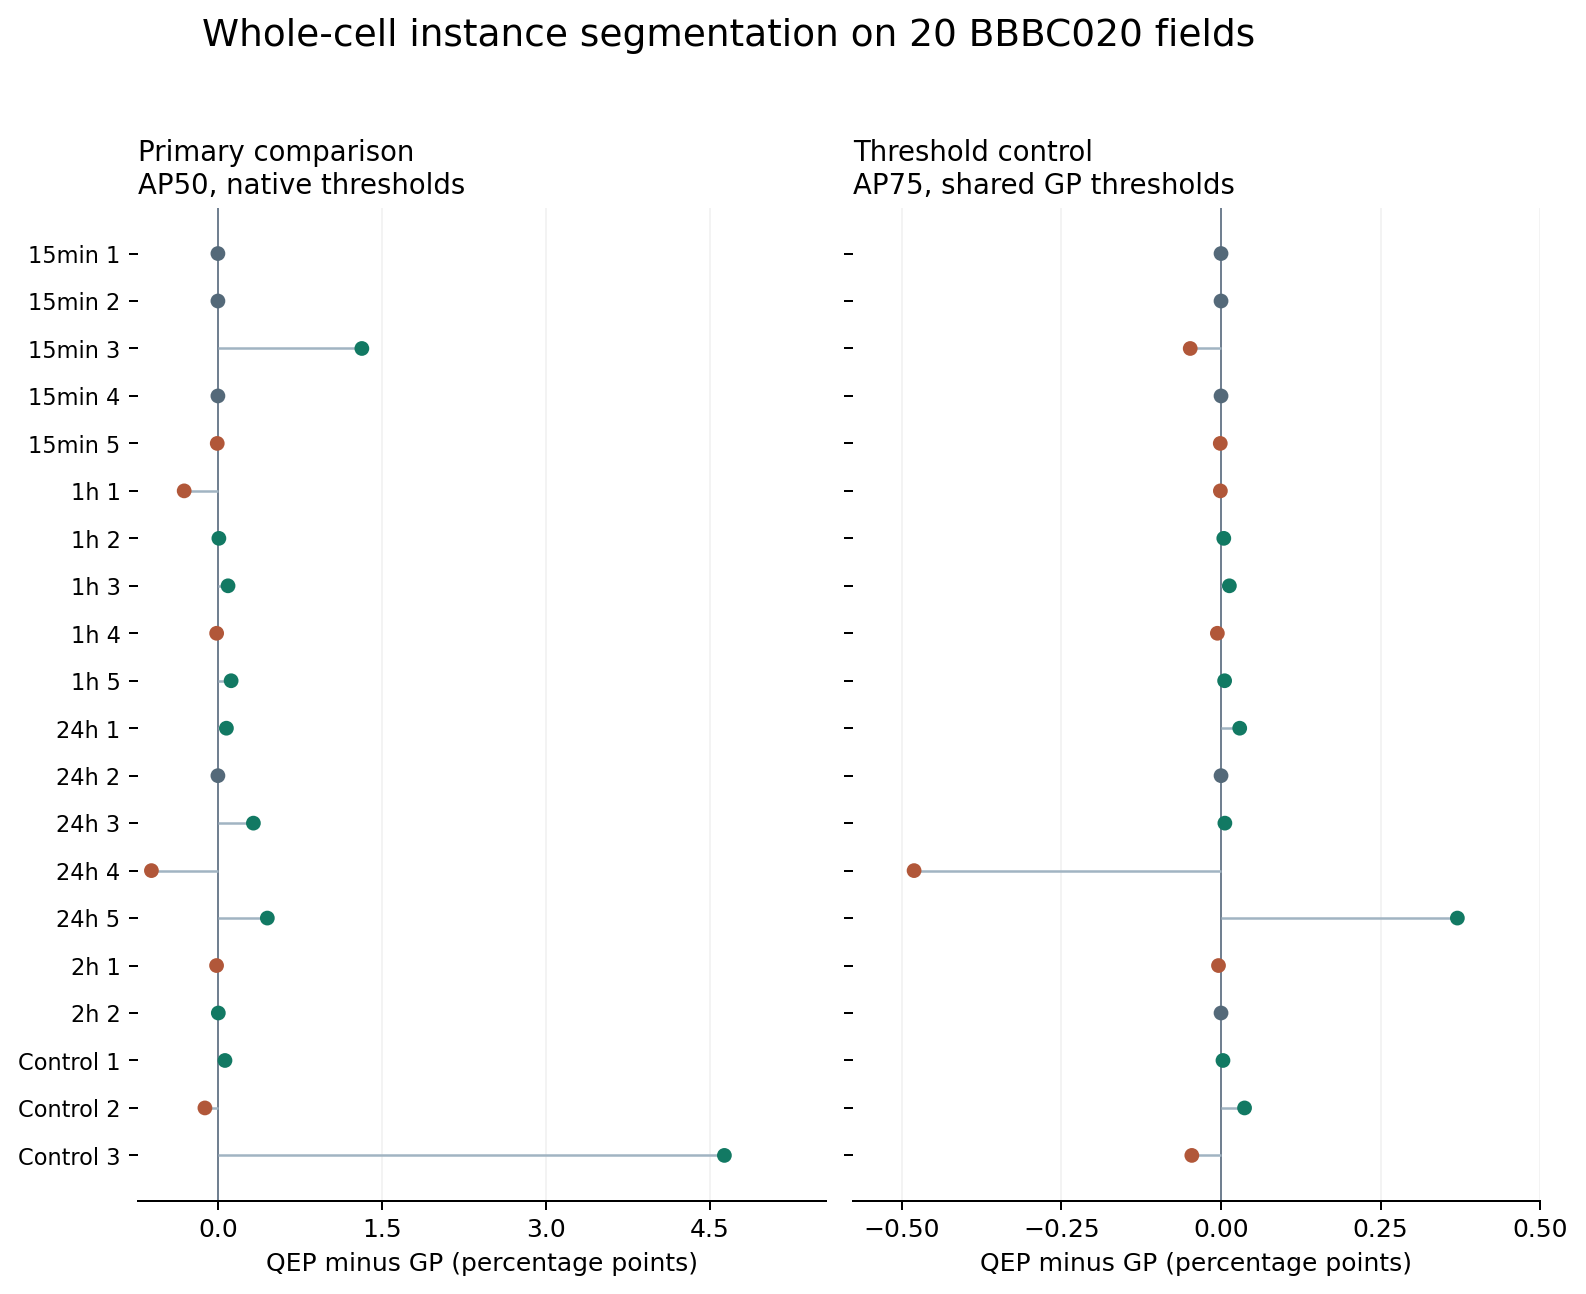 Whole-cell instance segmentation on 20 BBBC020 fields
Primary comparison
AP50, native thresholds
Threshold control
AP75, shared GP thresholds
15min 1
15min 2
15min 3
15min 4
15min 5
1h 1
1h 2
1h 3
1h 4
1h 5
24h 1
24h 2
24h 3
24h 4
24h 5
2h 1
2h 2
Control 1
Control 2
Control 3
0.0 1.5 3.0 4.5
QEP minus GP (percentage points)
−0.50 −0.25 0.00 0.25 0.50
QEP minus GP (percentage points)